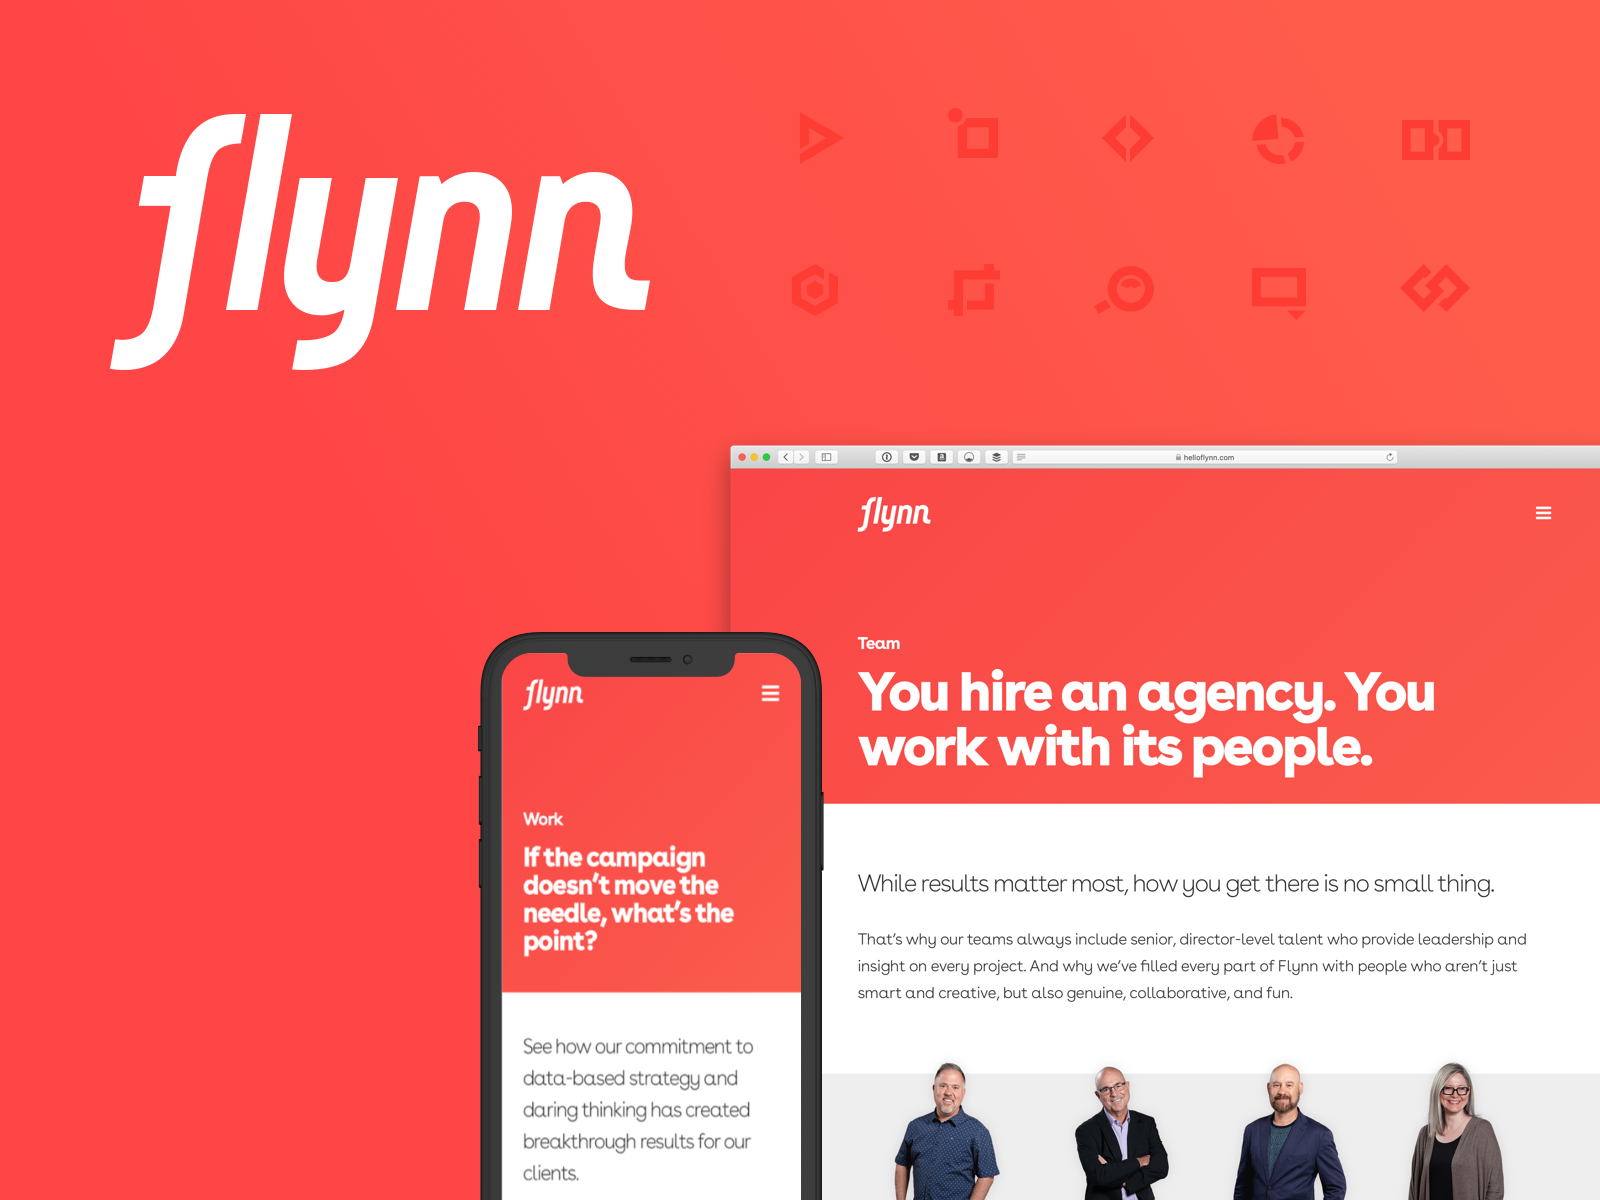 flynn
helloflynn.com
flynn
Team
You hire an agency. You
work with its people.
While results matter most, how you get there is no small thing.
That's why our teams always include senior, director-level talent who provide leadership and
insight on every project. And why we've filled every part of Flynn with people who aren't just
smart and creative, but also genuine, collaborative, and fun.
flynn
Work
If the campaign
doesn't move the
needle, what's the
point?
See how our commitment to
data-based strategy and
daring thinking has created
breakthrough results for our
clients.